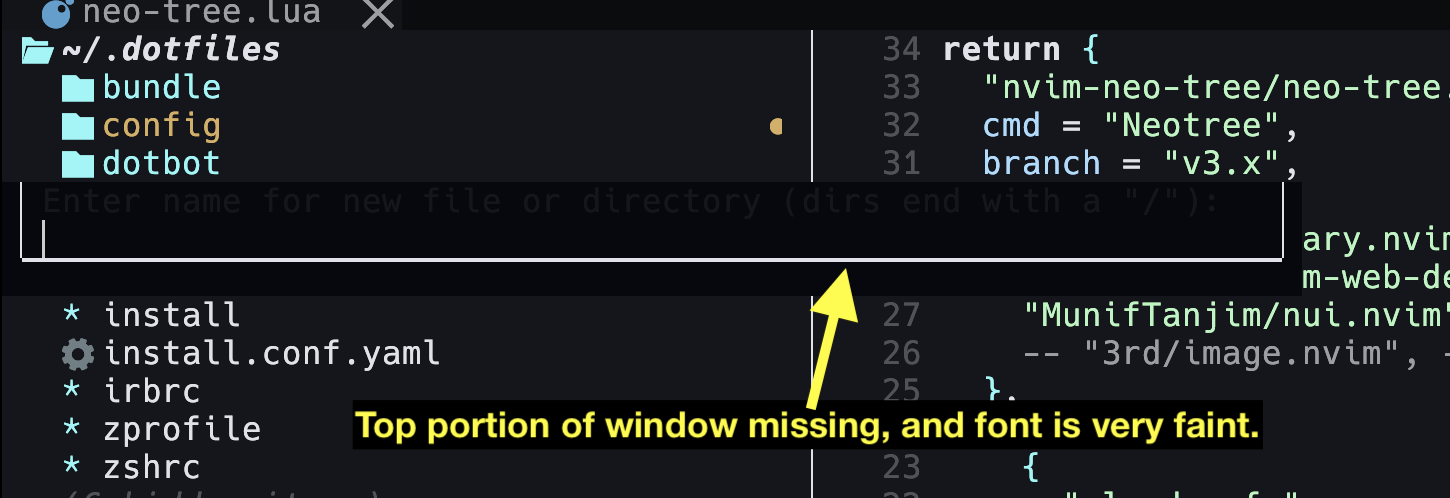 neo-tree.lua
~/.dotfiles
bundle
config
dotbot
34 return {
33 "nvim-neo-tree/neo-tree.
32 cmd = "Neotree",
31 branch = "v3.x",
Enter name for new file or directory (dirs end with a "/"):
ary.nvim
m-web-de
* install
install.conf.yaml
* irbrc
* zprofile
* zshrc
27 "MunifTanjim/nui.nvim"
26 -- "3rd/image.nvim", -
25 },
Top portion of window missing, and font is very faint.
23 {